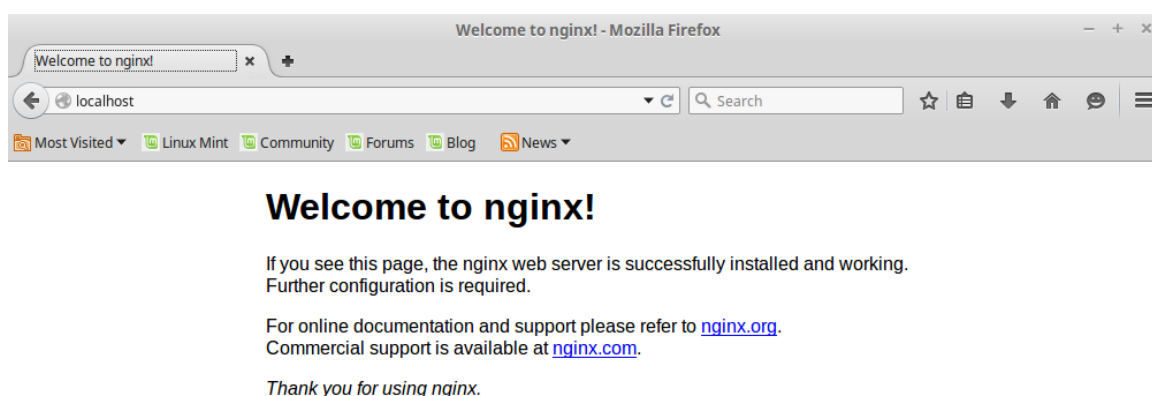 Welcome to nginx! - Mozilla Firefox
Welcome to nginx!
localhost
Search
Most Visited Linux Mint Community Forums Blog News
Welcome to nginx!
If you see this page, the nginx web server is successfully installed and working.
Further configuration is required.
For online documentation and support please refer to nginx.org.
Commercial support is available at nginx.com.
Thank you for using nginx.